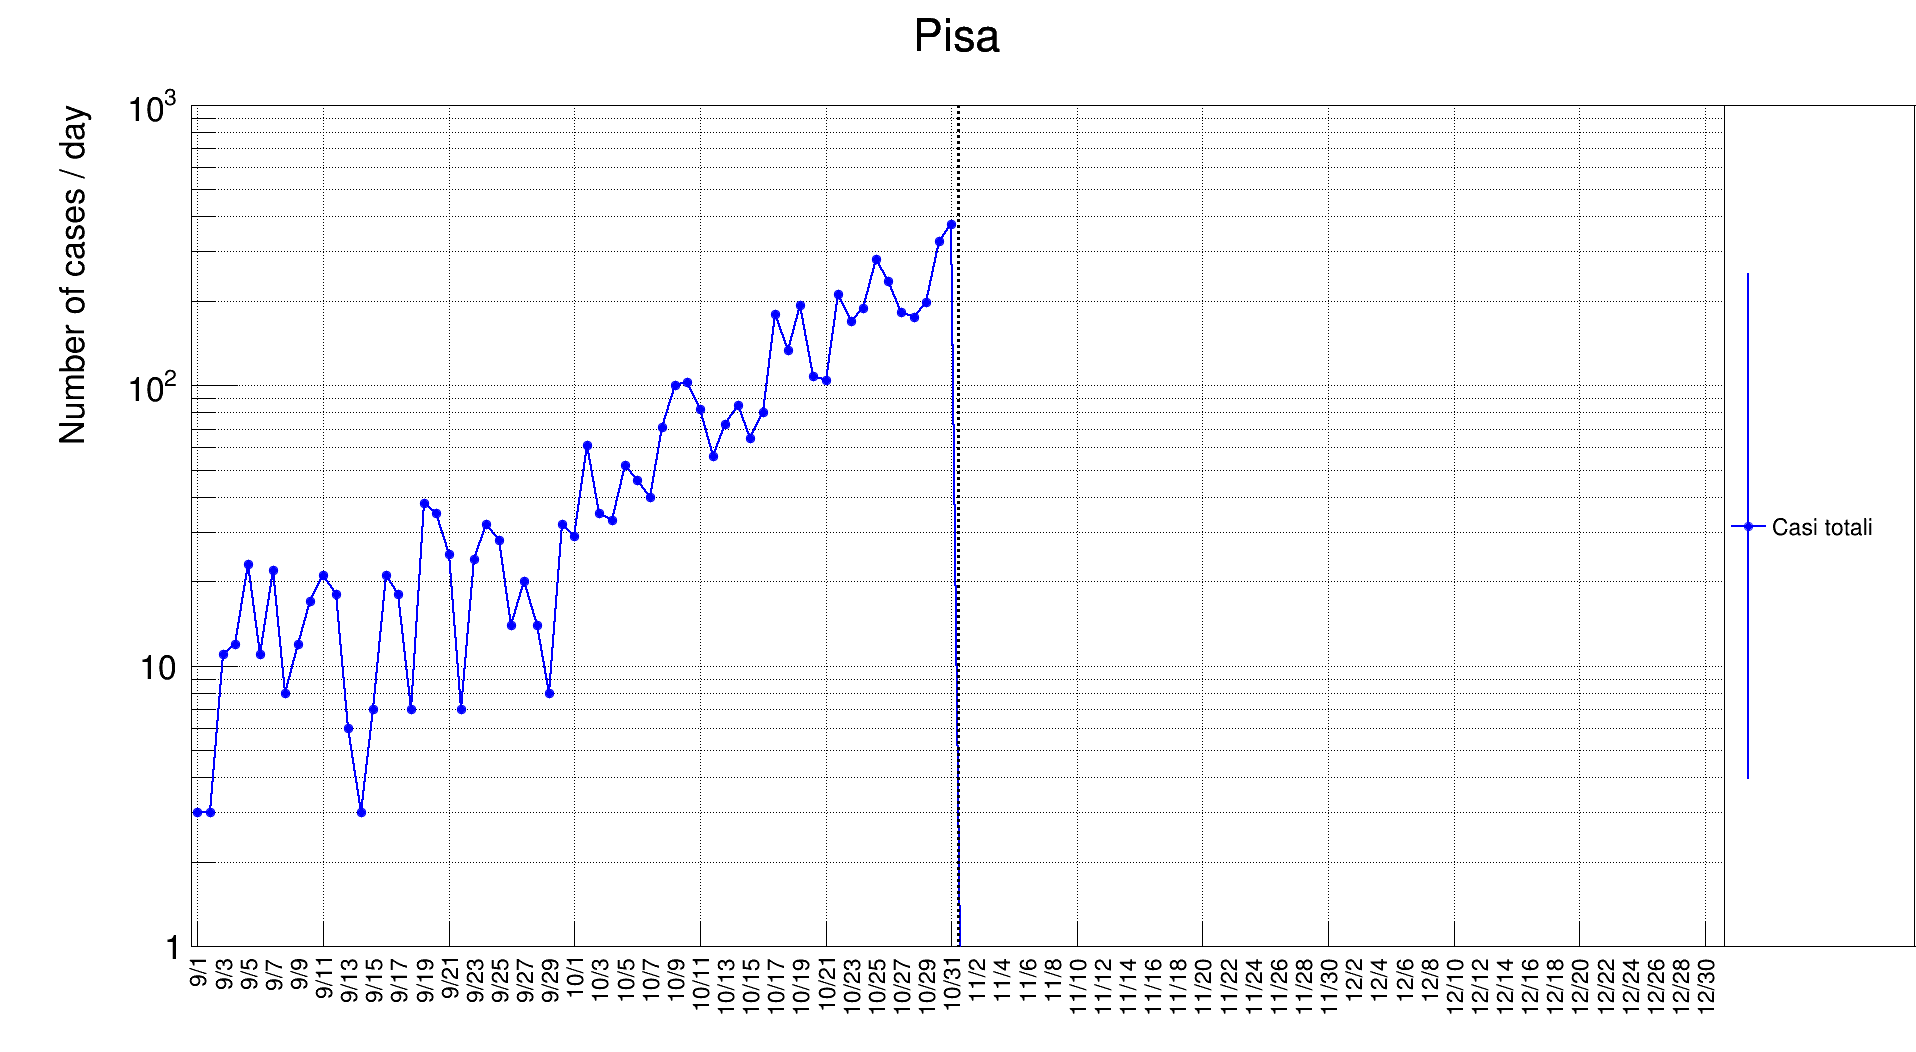 Pisa
Number of cases / day
10³
10²
10
1
9/1 9/3 9/5 9/7 9/9 9/11 9/13 9/15 9/17 9/19 9/21 9/23 9/25 9/27 9/29 10/1 10/3 10/5 10/7 10/9 10/11 10/13 10/15 10/17 10/19 10/21 10/23 10/25 10/27 10/29 10/31 11/2 11/4 11/6 11/8 11/10 11/12 11/14 11/16 11/18 11/20 11/22 11/24 11/26 11/28 11/30 12/2 12/4 12/6 12/8 12/10 12/12 12/14 12/16 12/18 12/20 12/22 12/24 12/26 12/28 12/30
Casi totali